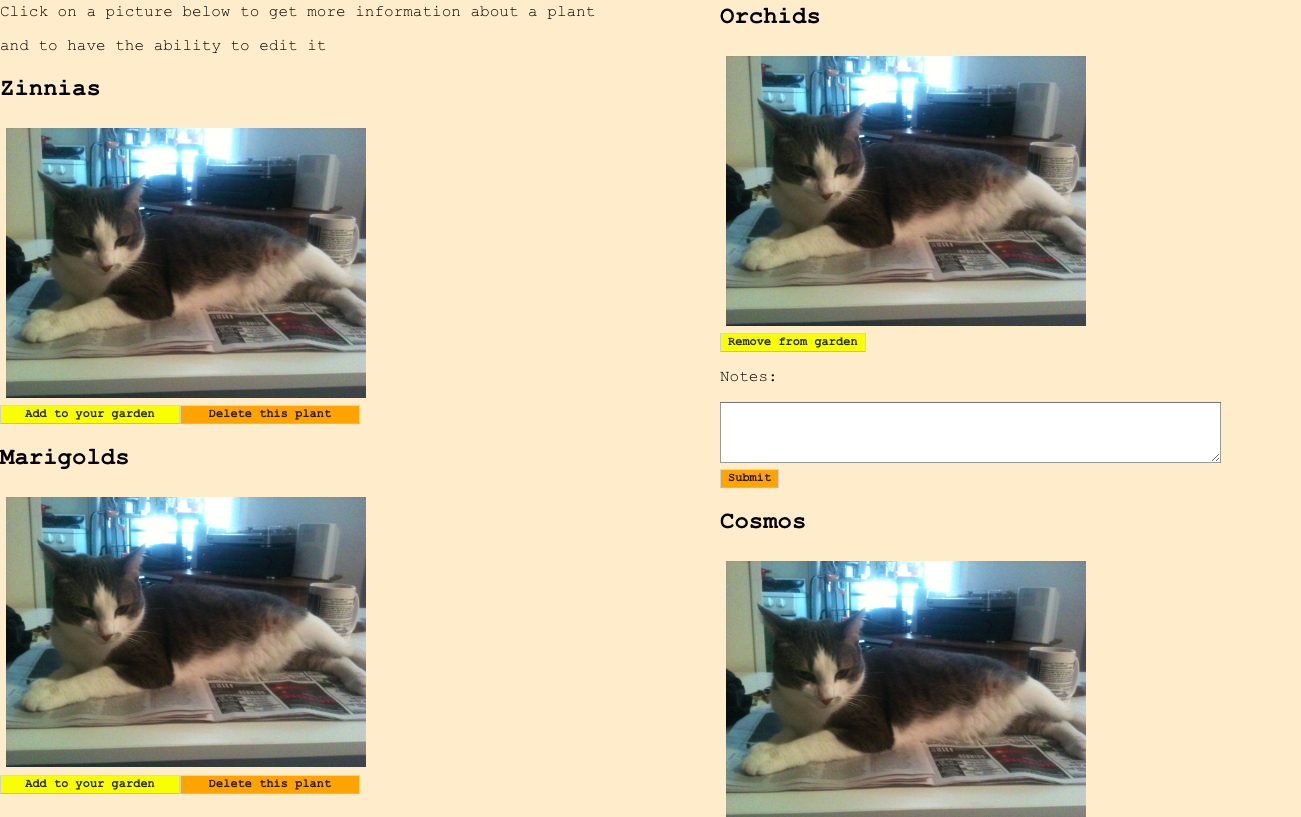 Click on a picture below to get more information about a plant
and to have the ability to edit it
Zinnias
Add to your garden
Delete this plant
Marigolds
Add to your garden
Delete this plant
Orchids
Remove from garden
Notes:
Submit
Cosmos